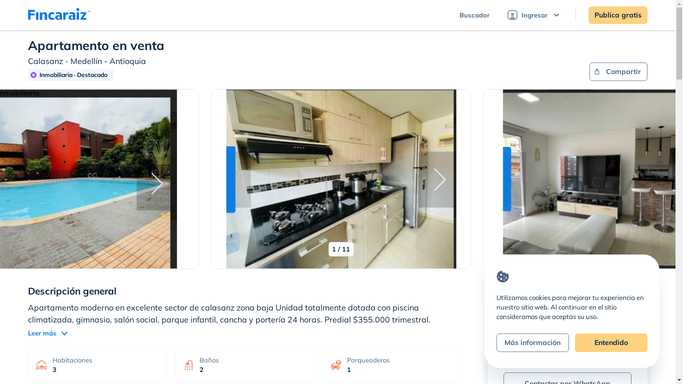 Fincaraiz
Buscador
Ingresar
Publica gratis
Apartamento en venta
Calasanz - Medellín - Antioquia
Inmobiliaria · Destacado
Compartir
1 / 11
Descripción general
Apartamento moderno en excelente sector de calasanz zona baja Unidad totalmente dotada con piscina
climatizada, gimnasio, salón social, parque infantil, cancha y portería 24 horas. Predial $355.000 trimestral.
Leer más
Habitaciones
3
Baños
2
Parqueaderos
1
Utilizamos cookies para mejorar tu experiencia en
nuestro sitio web. Al continuar en el sitio
consideramos que aceptas su uso.
Más información
Entendido
Contactar por WhatsApp